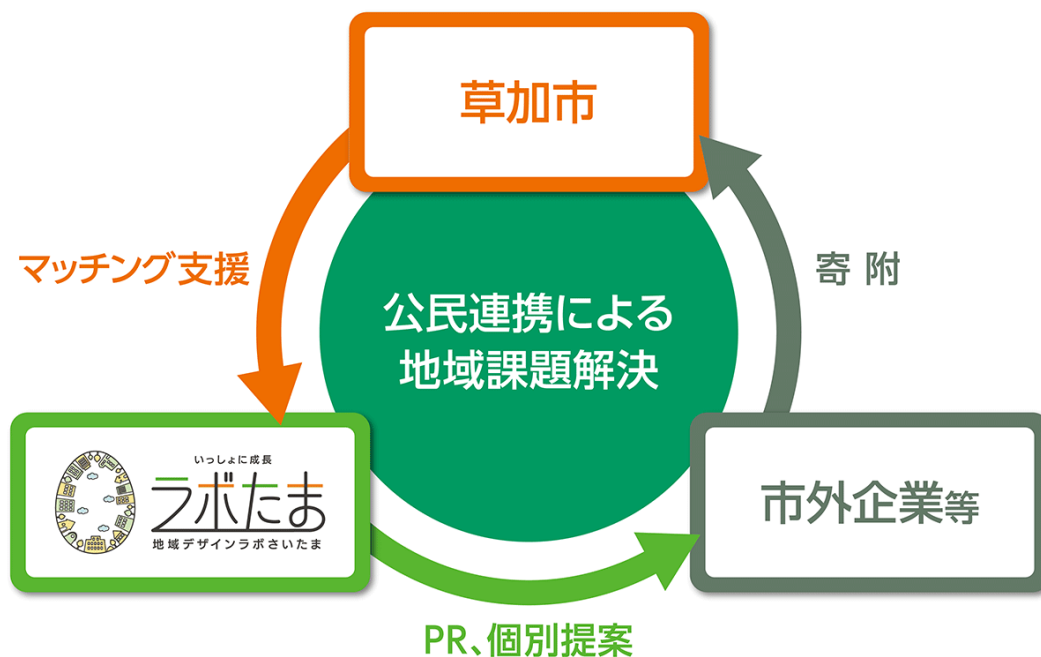 草加市
マッチング支援
寄 附
公民連携による
地域課題解決
いっしょに成長
ラボたま
地域デザインラボさいたま
市外企業等
PR、個別提案